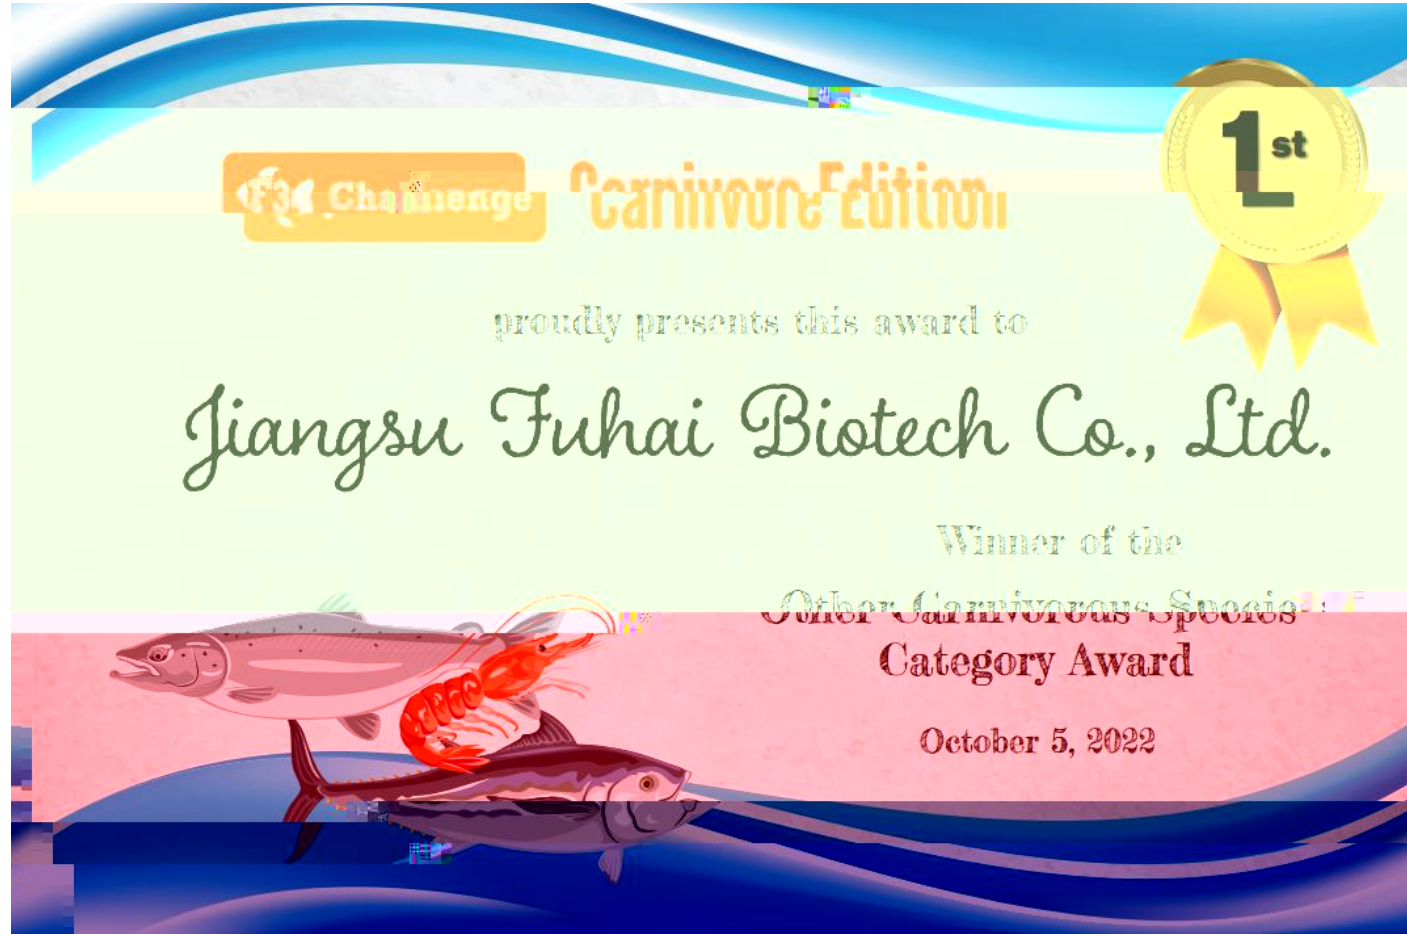 F3 Challenge Carnivore Edition
1st
proudly presents this award to
Jiangsu Fuhai Biotech Co., Ltd.
Winner of the
Other Carnivorous Species
Category Award
October 5, 2022